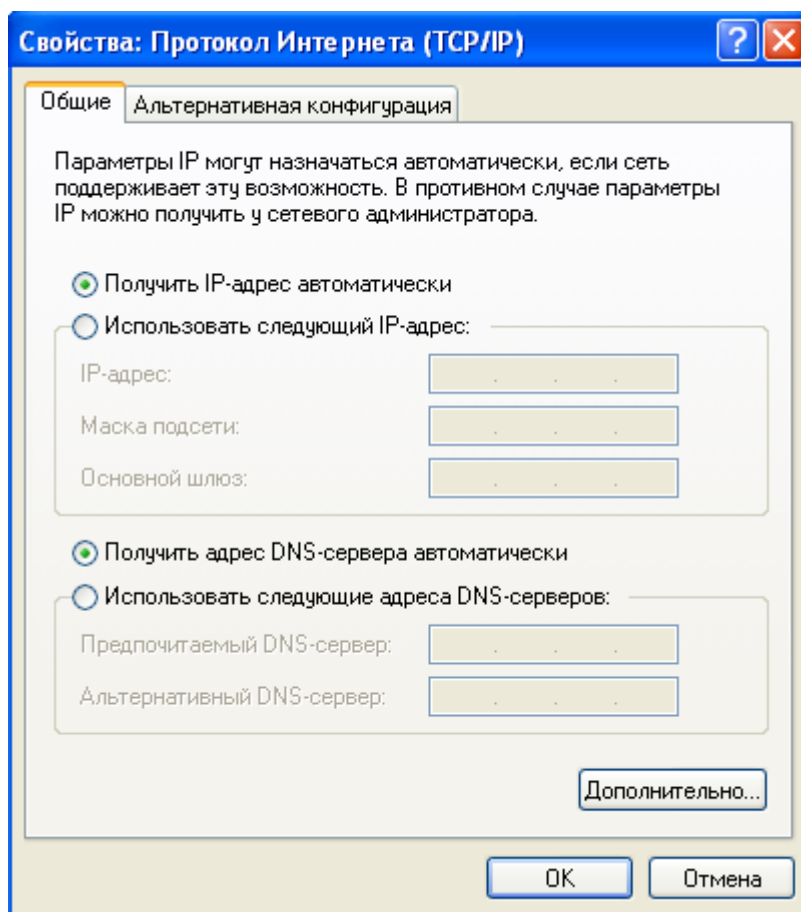 Свойства: Протокол Интернета (TCP/IP)
?
Общие
Альтернативная конфигурация
Параметры IP могут назначаться автоматически, если сеть
поддерживает эту возможность. В противном случае параметры
IP можно получить у сетевого администратора.
Получить IP-адрес автоматически
Использовать следующий IP-адрес:
IP-адрес:
Маска подсети:
Основной шлюз:
Получить адрес DNS-сервера автоматически
Использовать следующие адреса DNS-серверов:
Предпочитаемый DNS-сервер:
Альтернативный DNS-сервер:
Дополнительно...
OK
Отмена